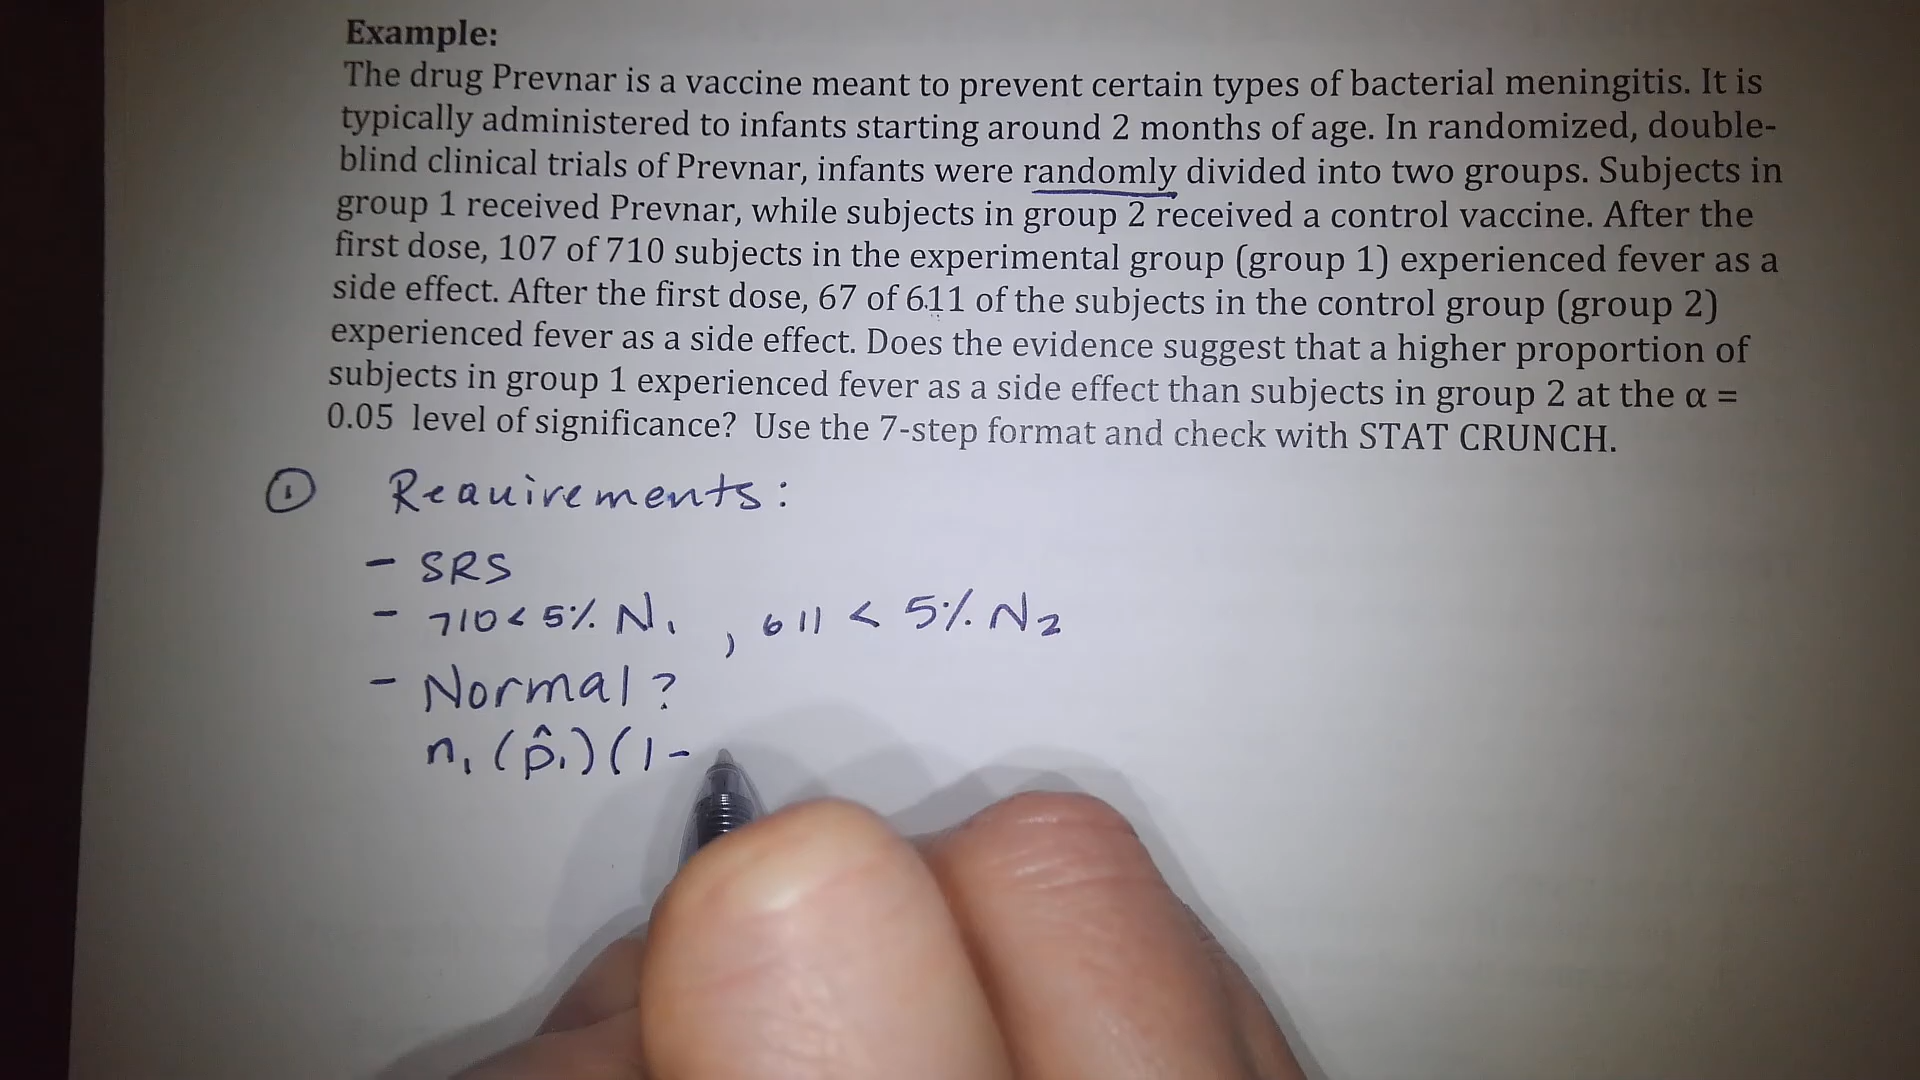 Example:
The drug Prevnar is a vaccine meant to prevent certain types of bacterial meningitis. It is
typically administered to infants starting around 2 months of age. In randomized, double-
blind clinical trials of Prevnar, infants were randomly divided into two groups. Subjects in
group 1 received Prevnar, while subjects in group 2 received a control vaccine. After the
first dose, 107 of 710 subjects in the experimental group (group 1) experienced fever as a
side effect. After the first dose, 67 of 611 of the subjects in the control group (group 2)
experienced fever as a side effect. Does the evidence suggest that a higher proportion of
subjects in group 1 experienced fever as a side effect than subjects in group 2 at the α =
0.05 level of significance? Use the 7-step format and check with STAT CRUNCH.
① Requirements:
- SRS
- 710 < 5% N₁ , 611 < 5% N₂
- Normal?
n₁ (p̂₁)(1-